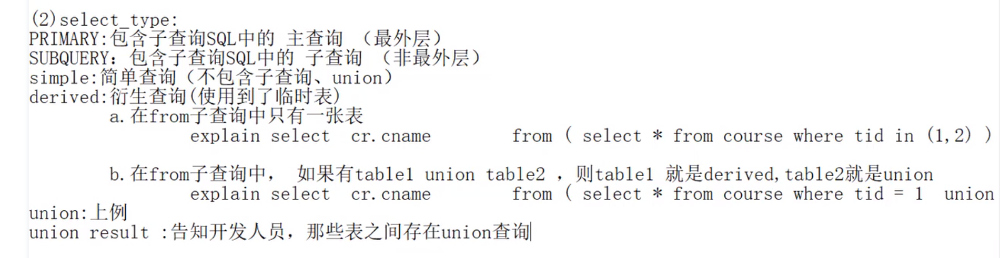 (2)select_type:
PRIMARY:包含子查询SQL中的 主查询 （最外层）
SUBQUERY：包含子查询SQL中的 子查询 （非最外层）
simple:简单查询（不包含子查询、union）
derived:衍生查询(使用到了临时表)
a.在from子查询中只有一张表
explain select  cr.cname        from ( select * from course where tid in (1,2) )
b.在from子查询中， 如果有table1 union table2 ，则table1 就是derived,table2就是union
explain select  cr.cname        from ( select * from course where tid = 1  union
union:上例
union result :告知开发人员，那些表之间存在union查询